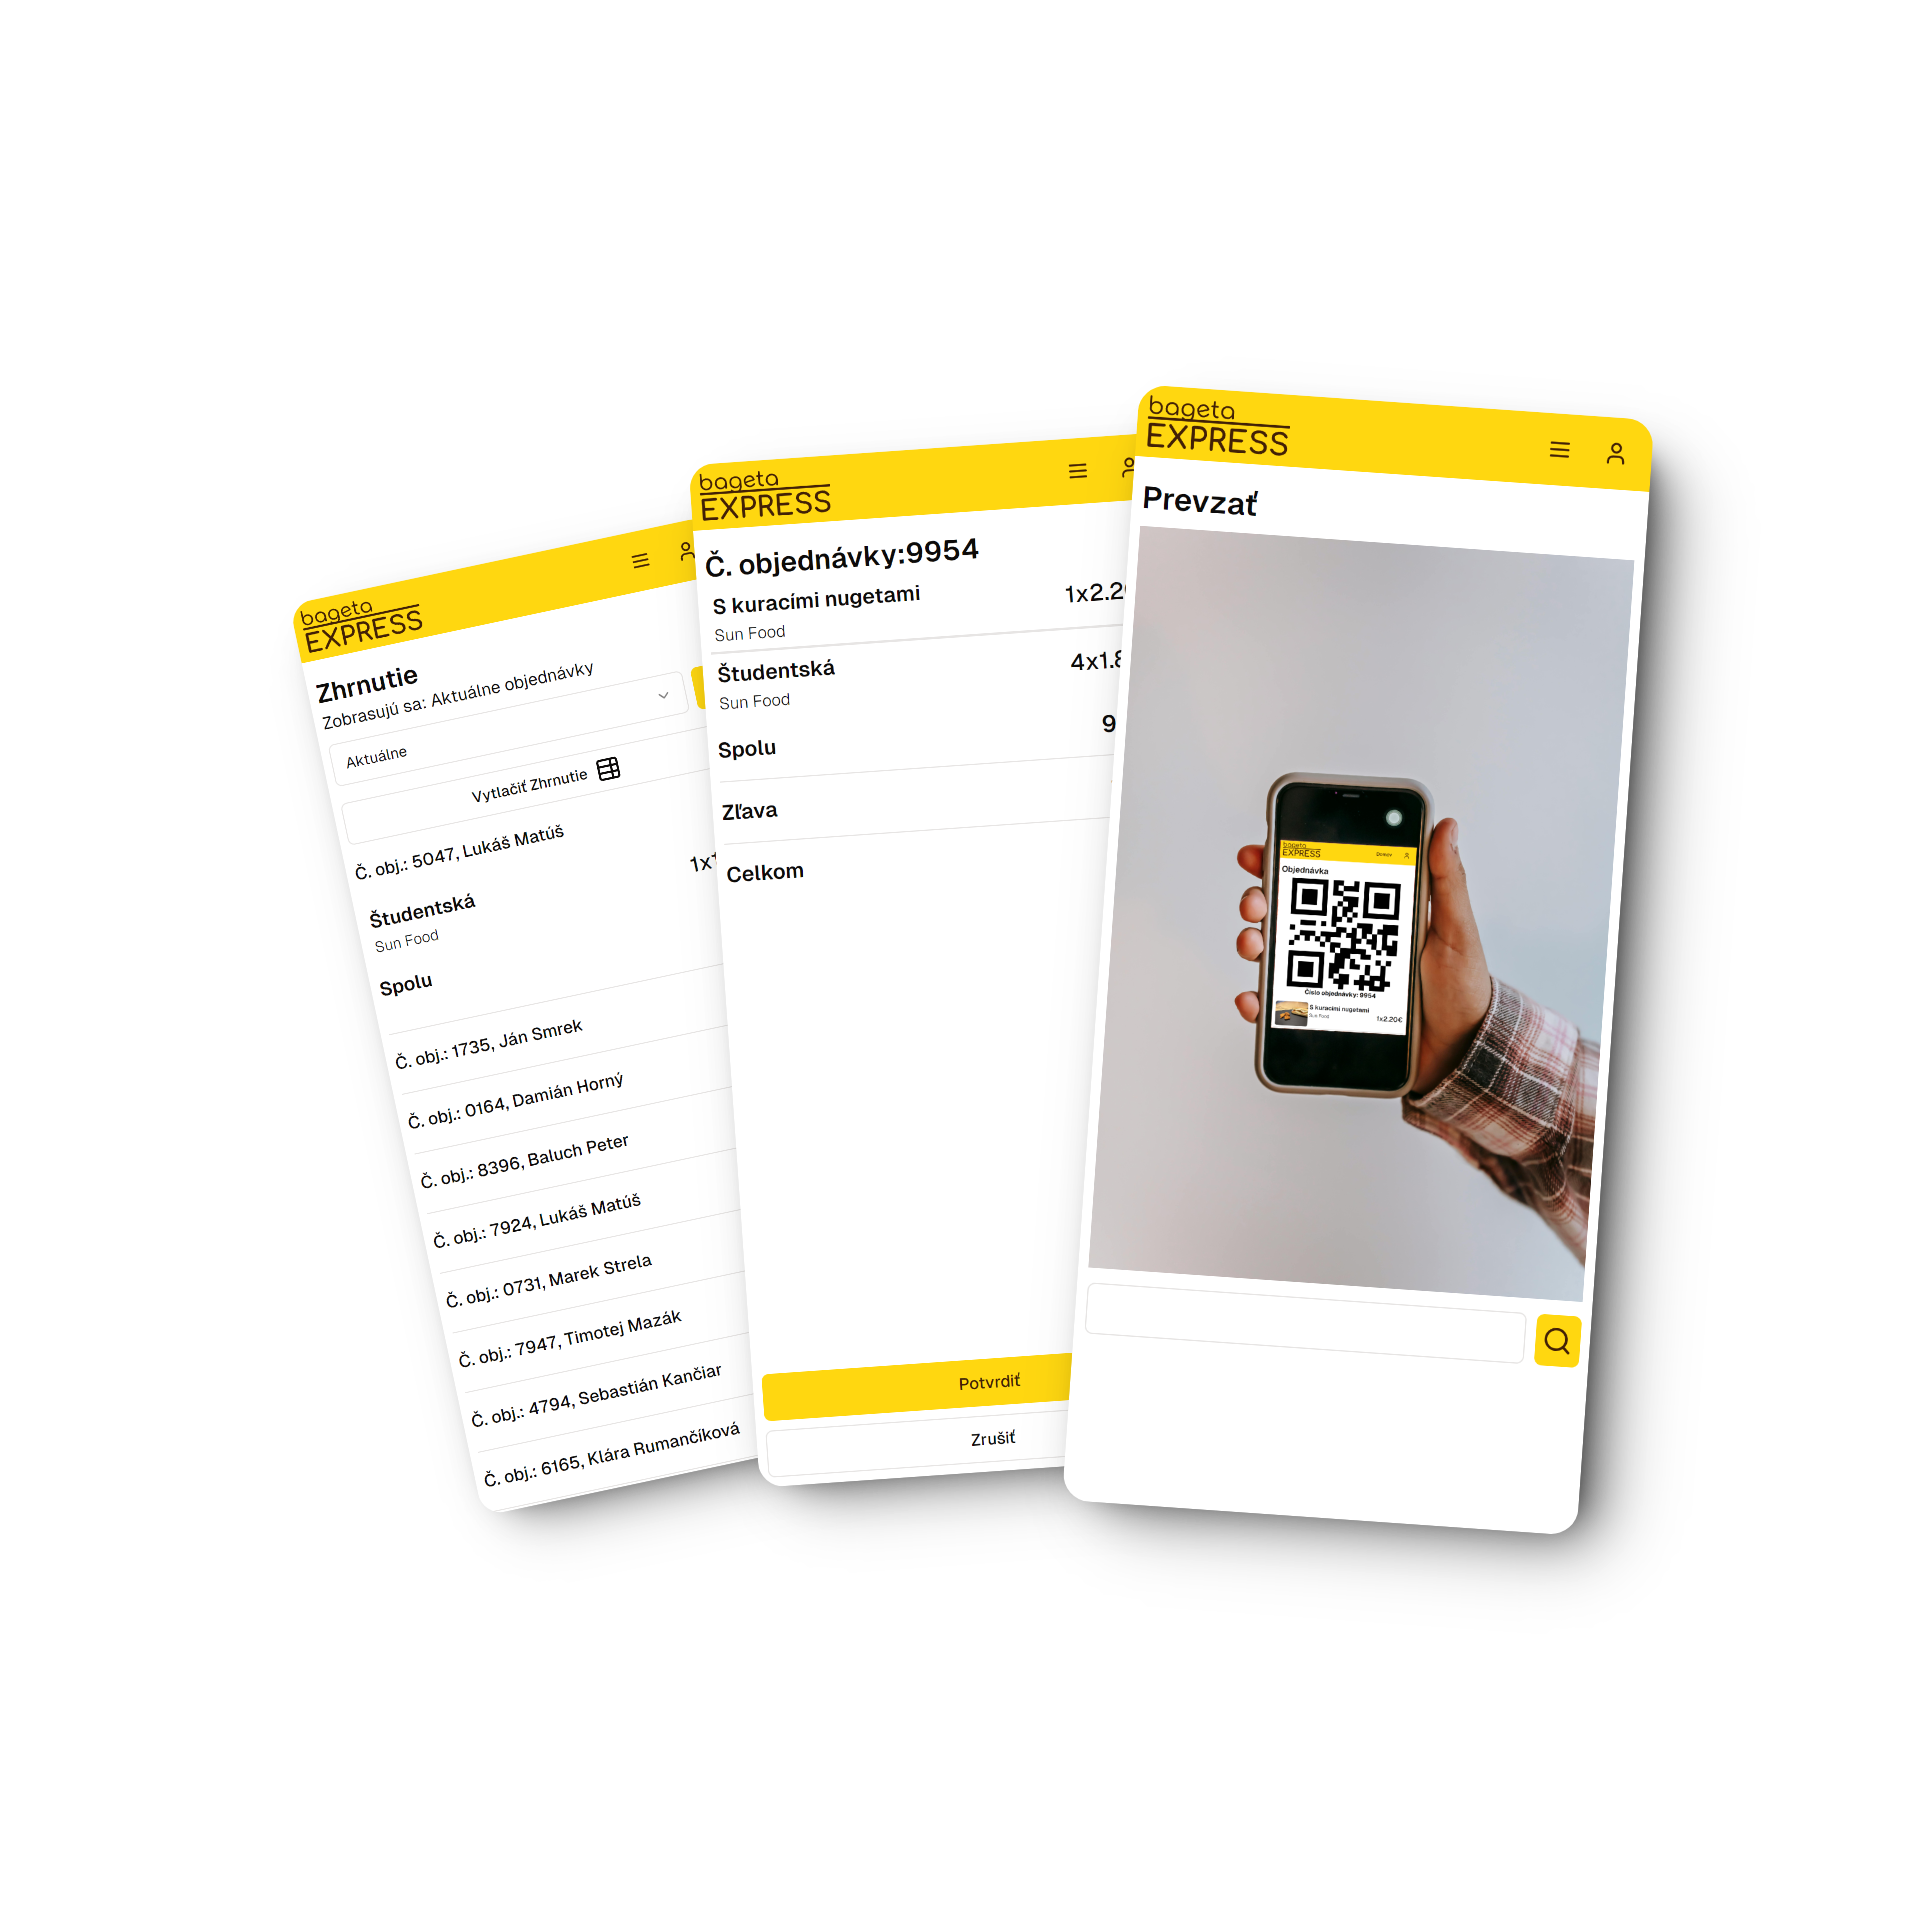 bageta
EXPRESS
Zhrnutie
Zobrasujú sa: Aktuálne objednávky
Aktuálne
Vytlačiť Zhrnutie
Č. obj.: 5047, Lukáš Matúš
Študentská
Sun Food
Spolu
Č. obj.: 1735, Ján Smrek
Č. obj.: 0164, Damián Horný
Č. obj.: 8396, Baluch Peter
Č. obj.: 7924, Lukáš Matúš
Č. obj.: 0731, Marek Strela
Č. obj.: 7947, Timotej Mazák
Č. obj.: 4794, Sebastián Kančiar
Č. obj.: 6165, Klára Rumančíková
bageta
EXPRESS
Č. objednávky:9954
S kuracími nugetami 1x2.2
Sun Food
Študentská 4x1.8
Sun Food
Spolu 9
Zľava
Celkom
Potvrdiť
Zrušiť
bageta
EXPRESS
Prevzať
bageta
EXPRESS Domov
Objednávka
Číslo objednávky: 9954
S kuracími nugetami 1x2.20€
Sun Food